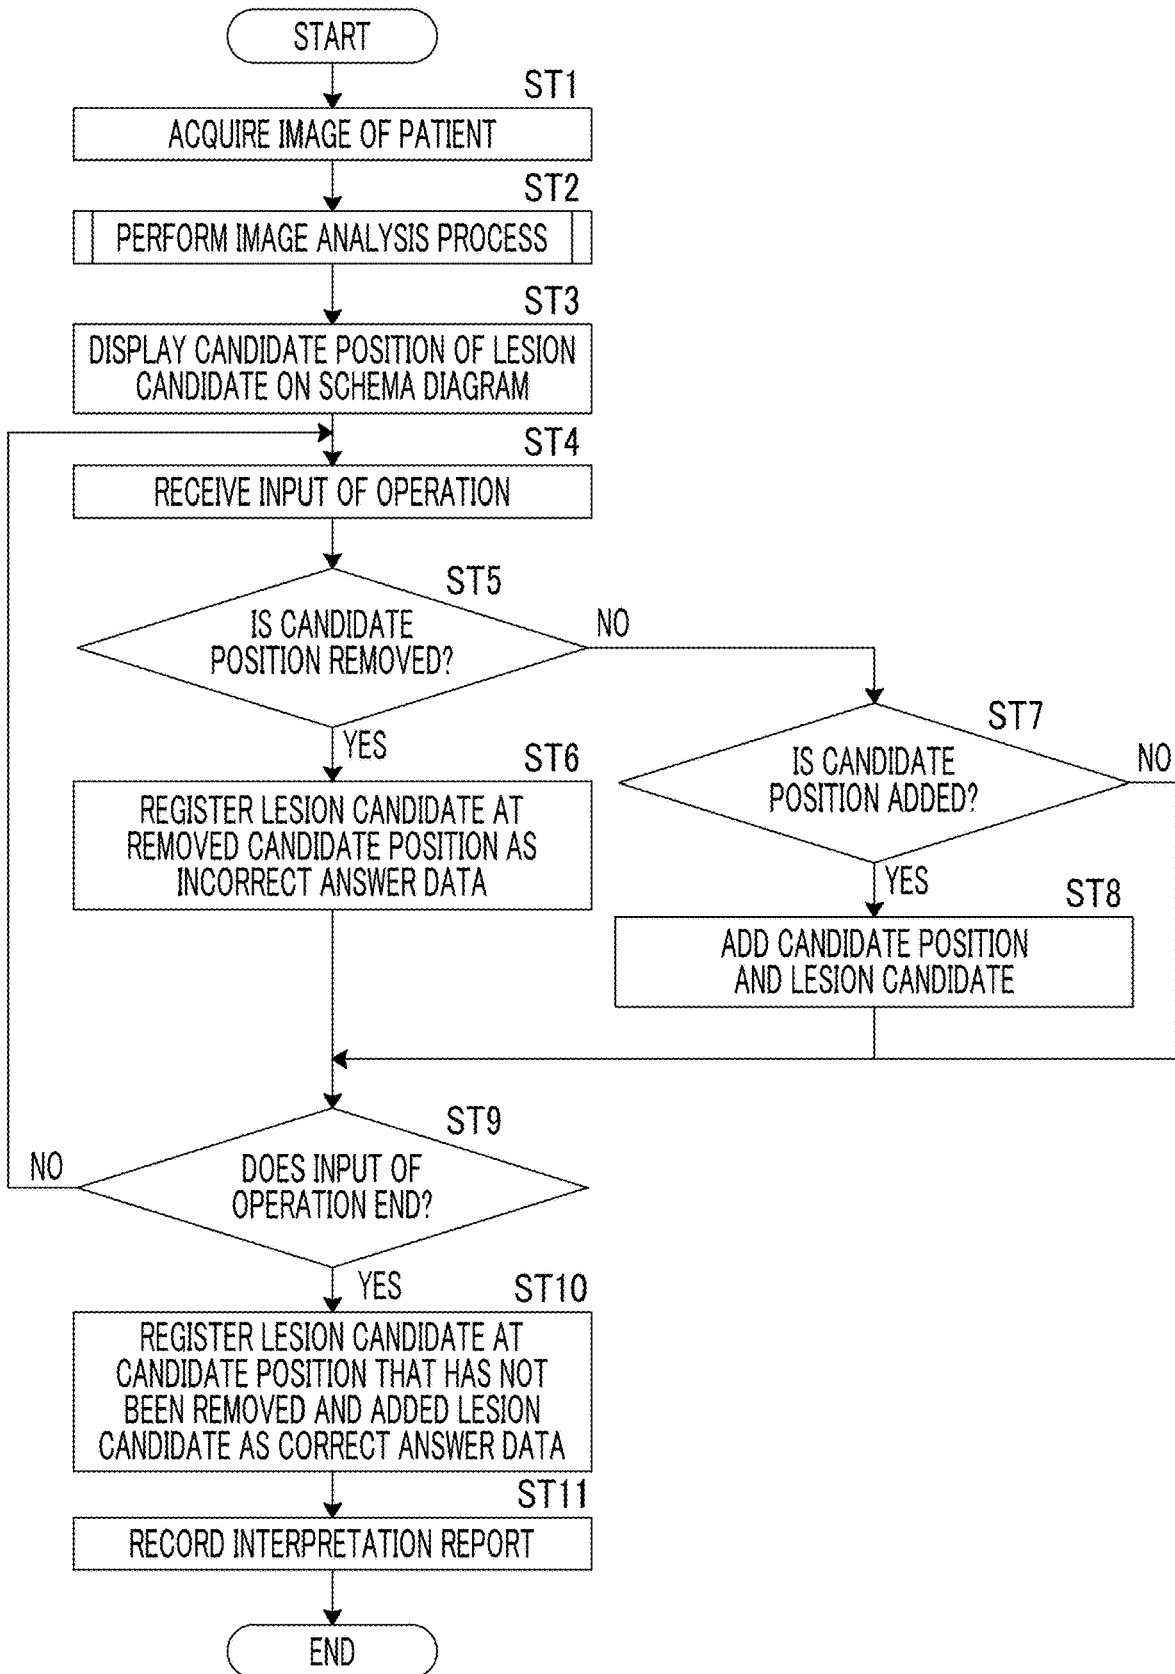 START
ST1
ACQUIRE IMAGE OF PATIENT
ST2
PERFORM IMAGE ANALYSIS PROCESS
ST3
DISPLAY CANDIDATE POSITION OF LESION
CANDIDATE ON SCHEMA DIAGRAM
ST4
RECEIVE INPUT OF OPERATION
ST5
IS CANDIDATE
POSITION REMOVED?
NO
YES
ST6
REGISTER LESION CANDIDATE AT
REMOVED CANDIDATE POSITION AS
INCORRECT ANSWER DATA
ST7
IS CANDIDATE
POSITION ADDED?
NO
YES
ST8
ADD CANDIDATE POSITION
AND LESION CANDIDATE
ST9
DOES INPUT OF
OPERATION END?
NO
YES
ST10
REGISTER LESION CANDIDATE AT
CANDIDATE POSITION THAT HAS NOT
BEEN REMOVED AND ADDED LESION
CANDIDATE AS CORRECT ANSWER DATA
ST11
RECORD INTERPRETATION REPORT
END